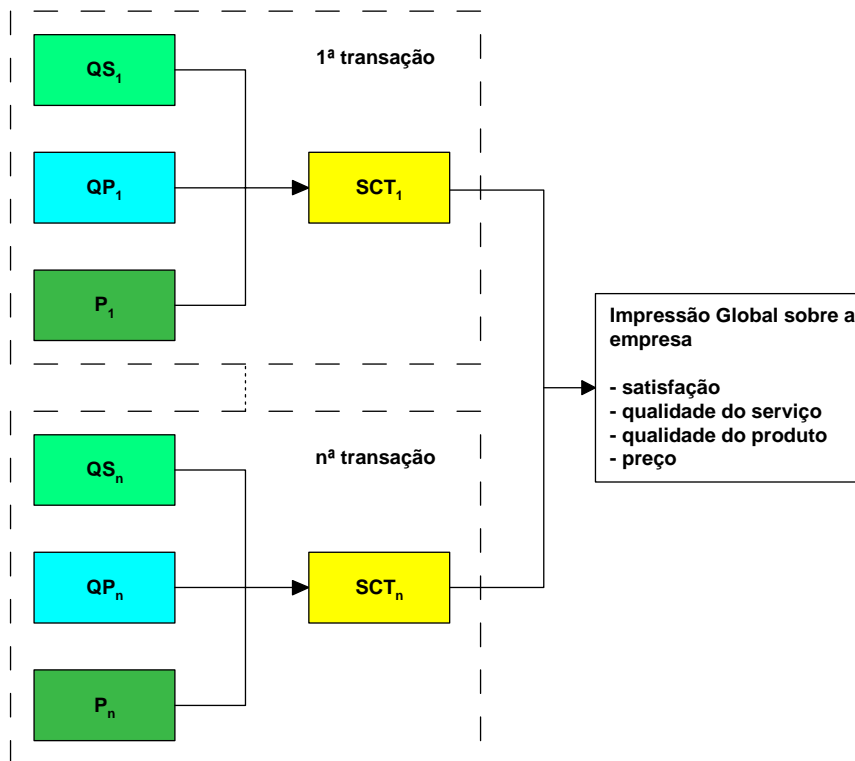 1ª transação
QS₁
QP₁
SCT₁
P₁
Impressão Global sobre a
empresa
- satisfação
- qualidade do serviço
- qualidade do produto
- preço
nª transação
QSₙ
QPₙ
SCTₙ
Pₙ